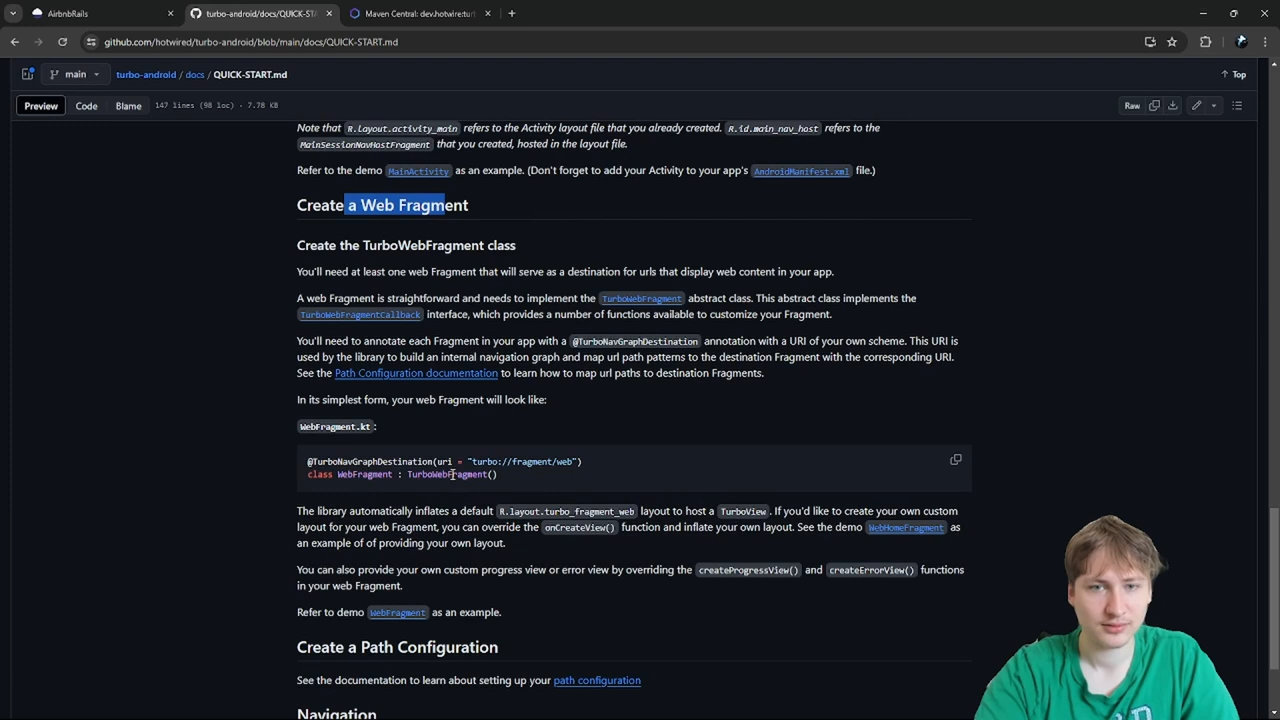 AirbnbRails
turbo-android/docs/QUICK-ST
Maven Central: dev.hotwire:tur
github.com/hotwired/turbo-android/blob/main/docs/QUICK-START.md
main
turbo-android / docs / QUICK-START.md
Top
Preview
Code
Blame
147 lines (98 loc) · 7.78 KB
Raw
Note that R.layout.activity_main refers to the Activity layout file that you already created. R.id.main_nav_host refers to the
MainSessionNavHostFragment that you created, hosted in the layout file.
Refer to the demo MainActivity as an example. (Don't forget to add your Activity to your app's AndroidManifest.xml file.)
Create a Web Fragment
Create the TurboWebFragment class
You'll need at least one web Fragment that will serve as a destination for urls that display web content in your app.
A web Fragment is straightforward and needs to implement the TurboWebFragment abstract class. This abstract class implements the
TurboWebFragmentCallback interface, which provides a number of functions available to customize your Fragment.
You'll need to annotate each Fragment in your app with a @TurboNavGraphDestination annotation with a URI of your own scheme. This URI is
used by the library to build an internal navigation graph and map url path patterns to the destination Fragment with the corresponding URI.
See the Path Configuration documentation to learn how to map url paths to destination Fragments.
In its simplest form, your web Fragment will look like:
WebFragment.kt:
@TurboNavGraphDestination(uri = "turbo://fragment/web")
class WebFragment : TurboWebFragment()
The library automatically inflates a default R.layout.turbo_fragment_web layout to host a TurboView. If you'd like to create your own custom
layout for your web Fragment, you can override the onCreateView() function and inflate your own layout. See the demo WebHomeFragment as
an example of of providing your own layout.
You can also provide your own custom progress view or error view by overriding the createProgressView() and createErrorView() functions
in your web Fragment.
Refer to demo WebFragment as an example.
Create a Path Configuration
See the documentation to learn about setting up your path configuration
Navigation